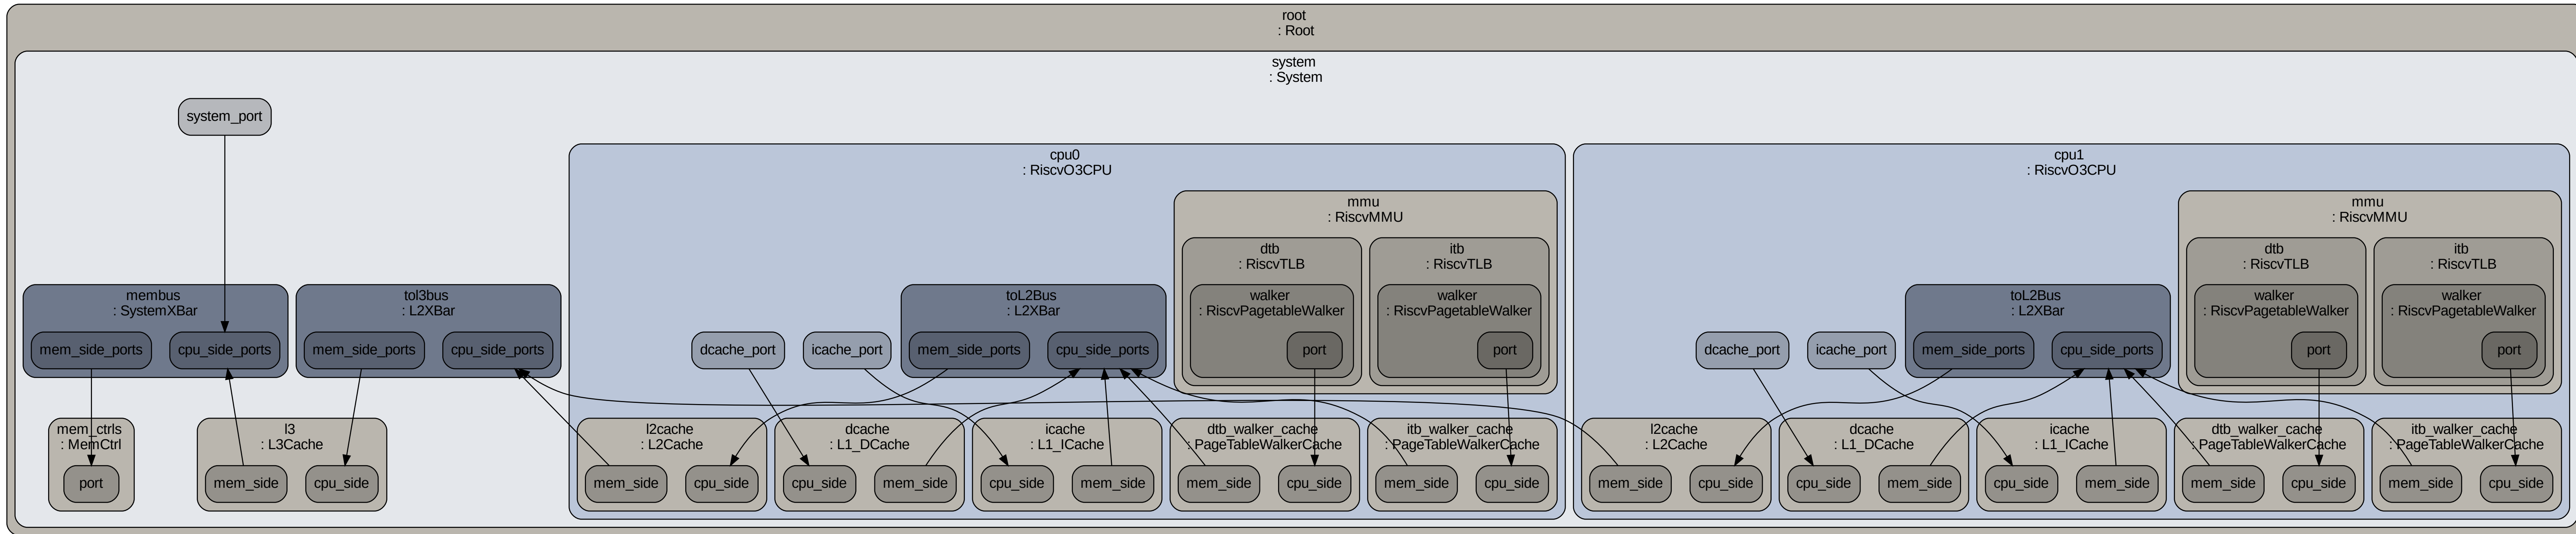 root
: Root
system
: System
system_port
membus
: SystemXBar
mem_side_ports
cpu_side_ports
tol3bus
: L2XBar
mem_side_ports
cpu_side_ports
mem_ctrls
: MemCtrl
port
l3
: L3Cache
mem_side
cpu_side
cpu0
: RiscvO3CPU
mmu
: RiscvMMU
dtb
: RiscvTLB
walker
: RiscvPagetableWalker
port
itb
: RiscvTLB
walker
: RiscvPagetableWalker
port
dcache_port
icache_port
toL2Bus
: L2XBar
mem_side_ports
cpu_side_ports
l2cache
: L2Cache
mem_side
cpu_side
dcache
: L1_DCache
cpu_side
mem_side
icache
: L1_ICache
cpu_side
mem_side
dtb_walker_cache
: PageTableWalkerCache
mem_side
cpu_side
itb_walker_cache
: PageTableWalkerCache
mem_side
cpu_side
cpu1
: RiscvO3CPU
mmu
: RiscvMMU
dtb
: RiscvTLB
walker
: RiscvPagetableWalker
port
itb
: RiscvTLB
walker
: RiscvPagetableWalker
port
dcache_port
icache_port
toL2Bus
: L2XBar
mem_side_ports
cpu_side_ports
l2cache
: L2Cache
mem_side
cpu_side
dcache
: L1_DCache
cpu_side
mem_side
icache
: L1_ICache
cpu_side
mem_side
dtb_walker_cache
: PageTableWalkerCache
mem_side
cpu_side
itb_walker_cache
: PageTableWalkerCache
mem_side
cpu_side